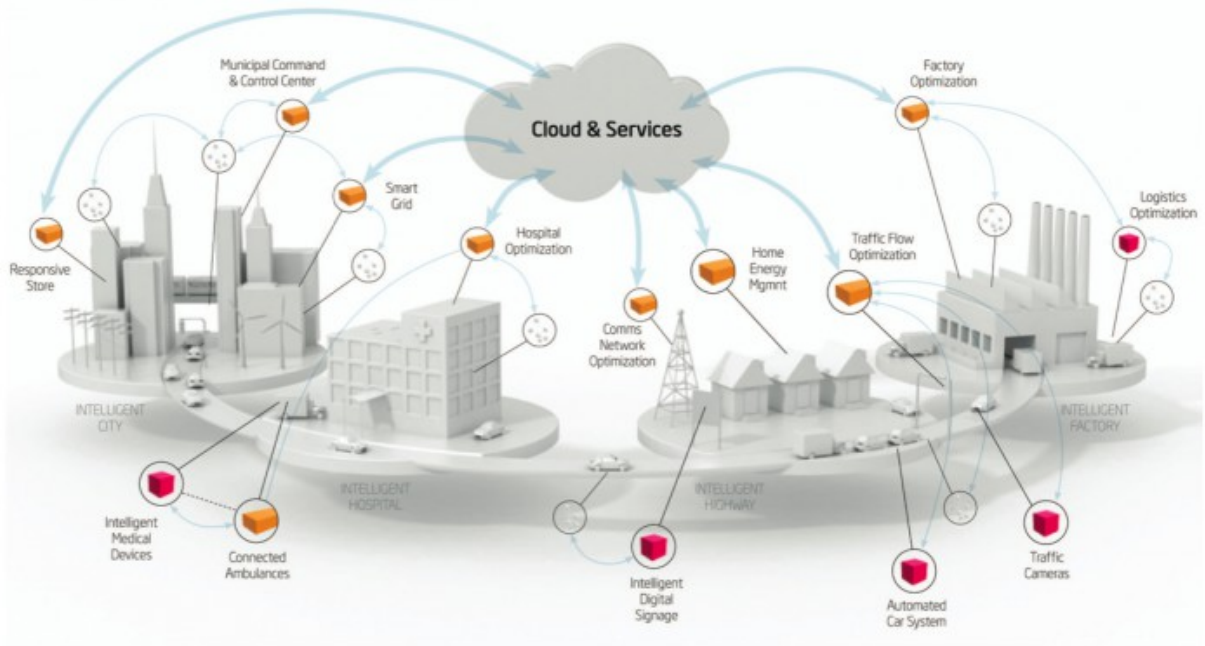 Municipal Command
& Control Center
Factory
Optimization
Cloud & Services
Smart
Grid
Logistics
Optimization
Responsive
Store
Hospital
Optimization
Home
Energy
Mgmnt
Traffic Flow
Optimization
Comms
Network
Optimization
INTELLIGENT
CITY
INTELLIGENT
FACTORY
INTELLIGENT
HOSPITAL
INTELLIGENT
HIGHWAY
Intelligent
Medical
Devices
Connected
Ambulances
Intelligent
Digital
Signage
Automated
Car System
Traffic
Cameras